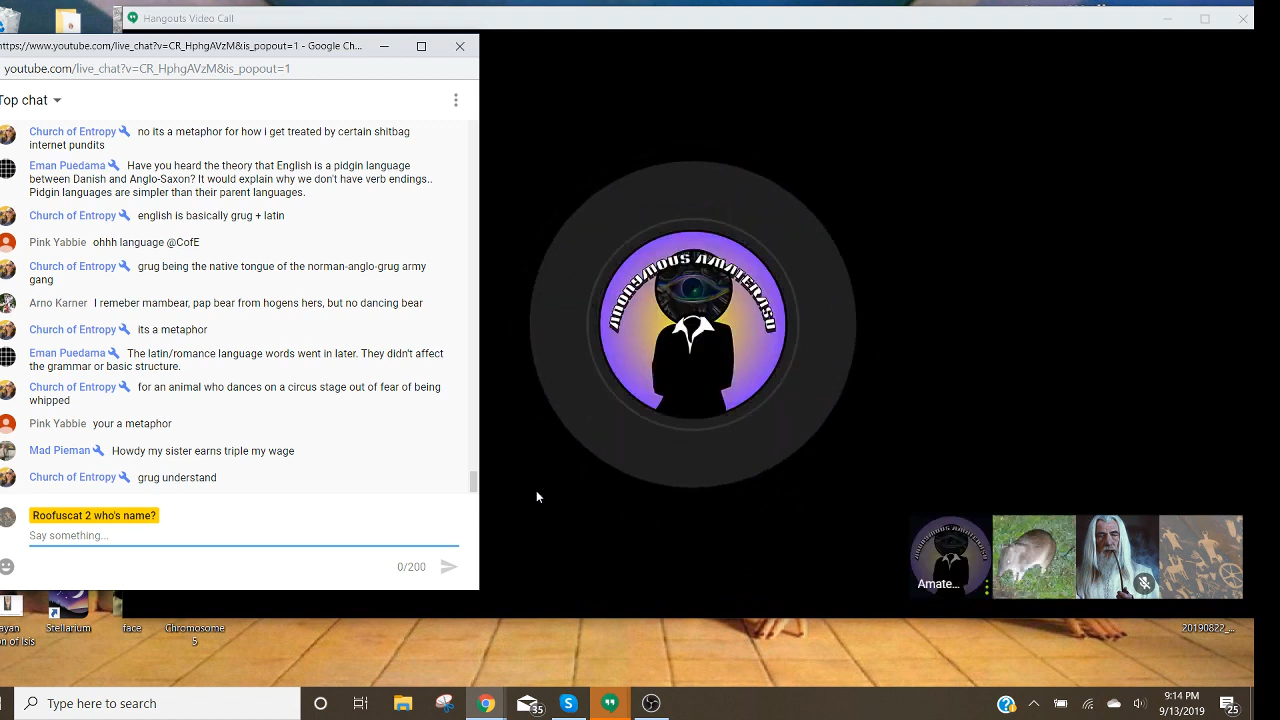 Hangouts Video Call
https://www.youtube.com/live_chat?v=CR_HphgAVzM&is_popout=1 - Google Ch...
youtube.com/live_chat?v=CR_HphgAVzM&is_popout=1
Top chat
Church of Entropy no its a metaphor for how i get treated by certain shitbag
internet pundits
Eman Puedama Have you heard the theory that English is a pidgin language
between Danish and Anglo-Saxon? It would explain why we don't have verb endings..
Pidgin languages are simpler than their parent languages.
Church of Entropy english is basically grug + latin
Pink Yabbie ohhh language @CofE
Church of Entropy grug being the native tongue of the norman-anglo-grug army
gang
Arno Karner I remeber mambear, pap bear from hogens hers, but no dancing bear
Church of Entropy its a metaphor
Eman Puedama The latin/romance language words went in later. They didn't affect
the grammar or basic structure.
Church of Entropy for an animal who dances on a circus stage out of fear of being
whipped
Pink Yabbie your a metaphor
Mad Pieman Howdy my sister earns triple my wage
Church of Entropy grug understand
Roofuscat 2 who's name?
Say something...
0/200
ANONYMOUS AMATERASU
Amate...
ayan
on of Isis
Stellarium
face
Chromosome
5
20190822_...
Type here to search
35
9:14 PM
9/13/2019
25